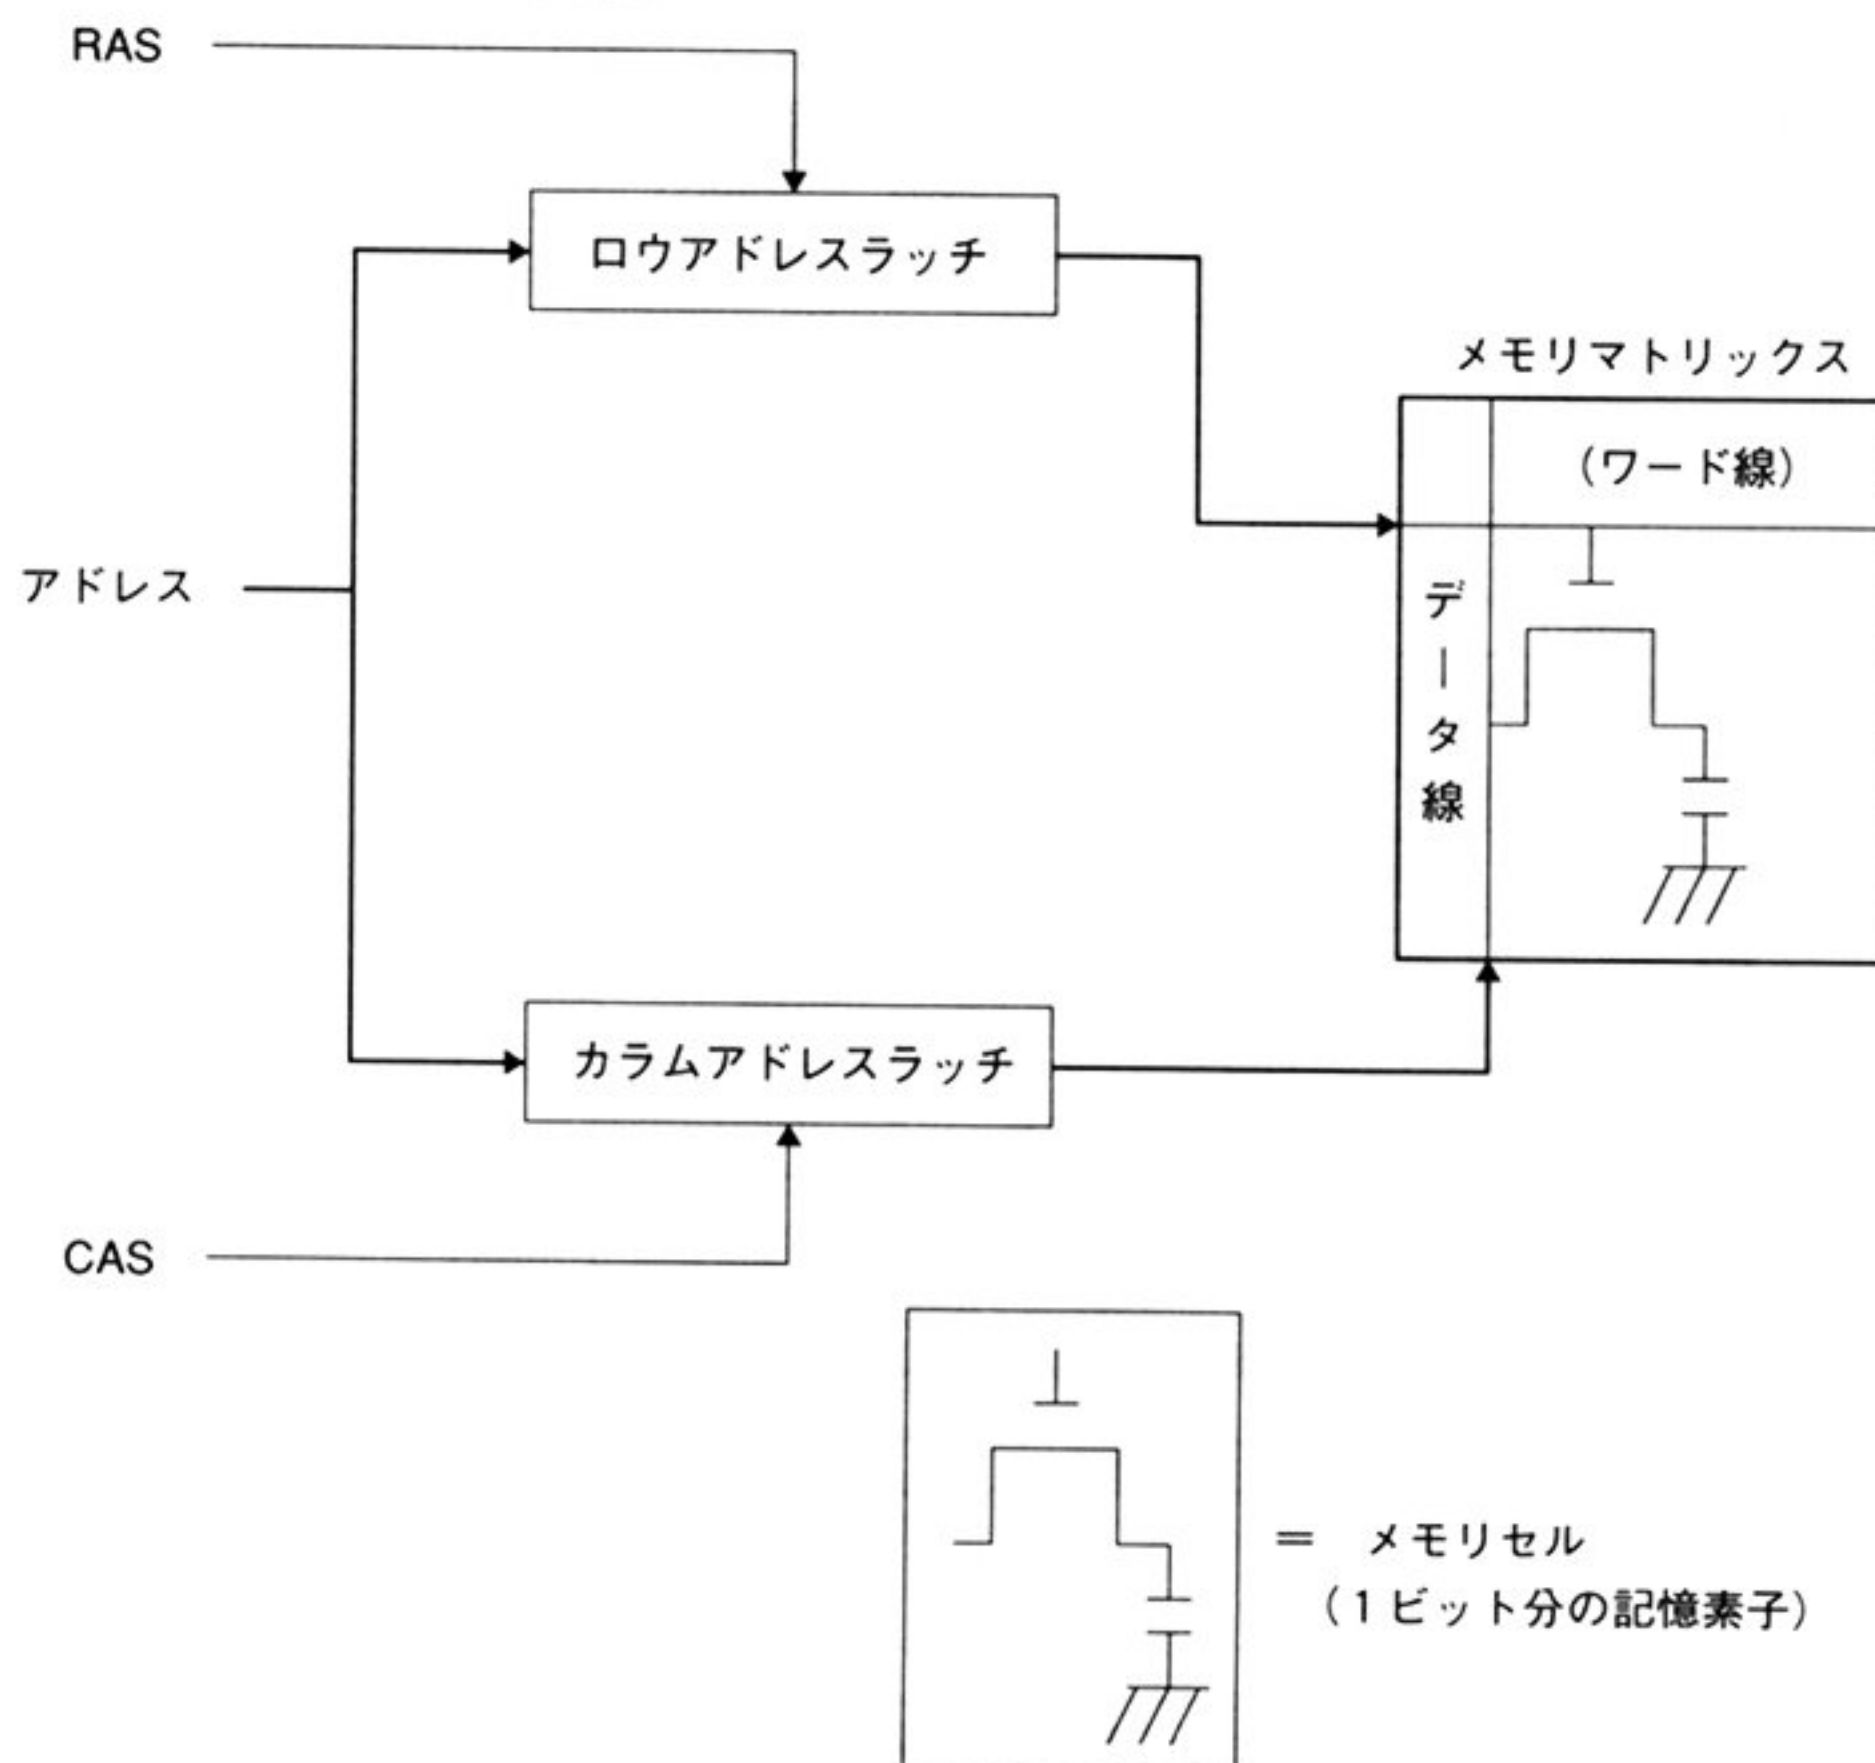 RAS
ロウアドレスラッチ
メモリマトリックス
(ワード線)
アドレス
データ線
カラムアドレスラッチ
CAS
= メモリセル
(1ビット分の記憶素子)